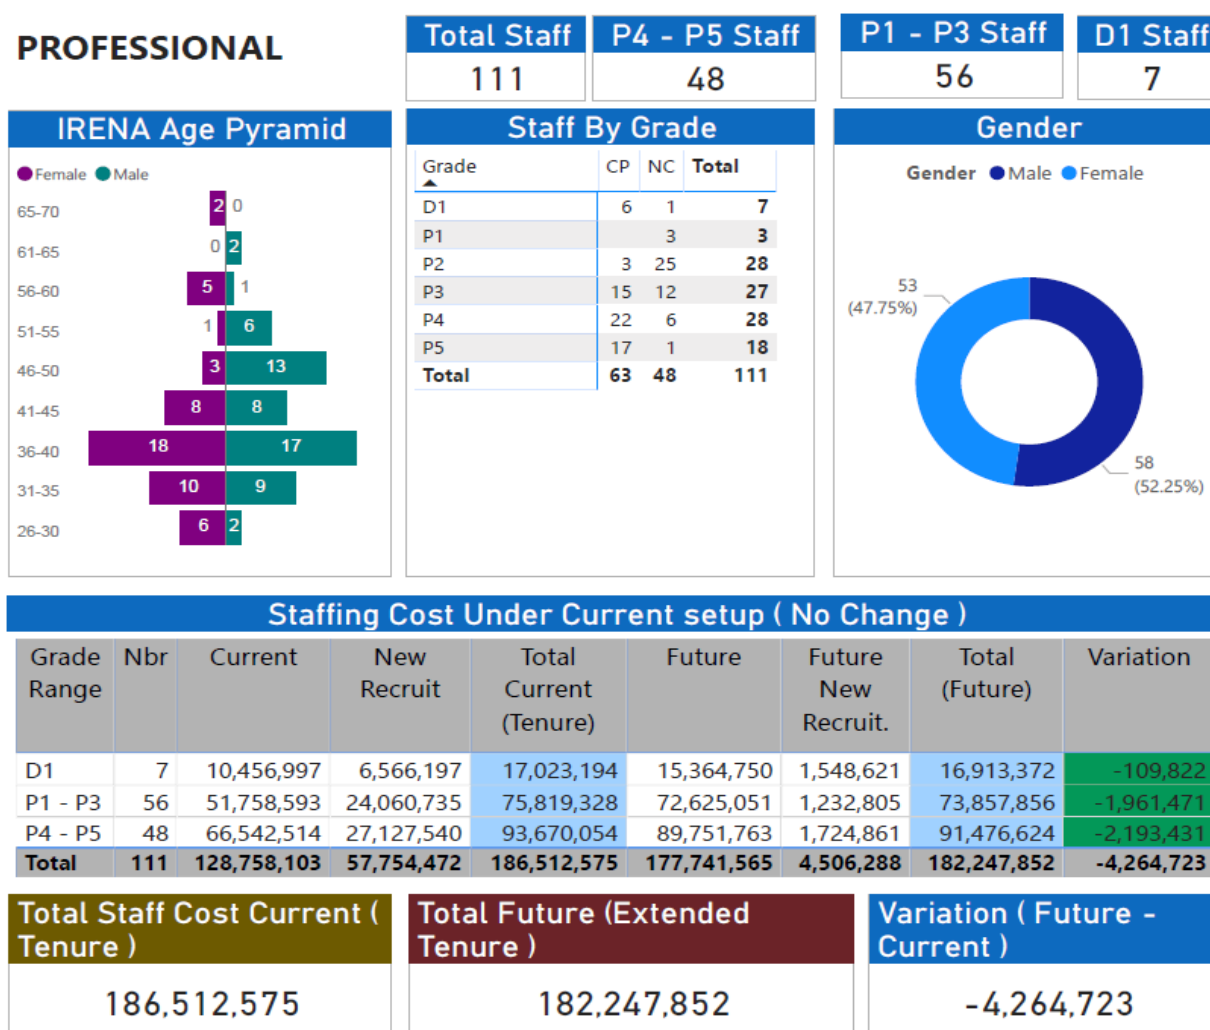 PROFESSIONAL
Total Staff
111
P4 - P5 Staff
48
P1 - P3 Staff
56
D1 Staff
7
IRENA Age Pyramid
Female Male
65-70 2 0
61-65 0 2
56-60 5 1
51-55 1 6
46-50 3 13
41-45 8 8
36-40 18 17
31-35 10 9
26-30 6 2
Staff By Grade
Grade CP NC Total
D1 6 1 7
P1 3 3
P2 3 25 28
P3 15 12 27
P4 22 6 28
P5 17 1 18
Total 63 48 111
Gender
Gender Male Female
53
(47.75%)
58
(52.25%)
Staffing Cost Under Current setup ( No Change )
Grade Nbr Current New Total Future Future Total Variation
Range Recruit Current New (Future)
(Tenure) Recruit.
D1 7 10,456,997 6,566,197 17,023,194 15,364,750 1,548,621 16,913,372 -109,822
P1 - P3 56 51,758,593 24,060,735 75,819,328 72,625,051 1,232,805 73,857,856 -1,961,471
P4 - P5 48 66,542,514 27,127,540 93,670,054 89,751,763 1,724,861 91,476,624 -2,193,431
Total 111 128,758,103 57,754,472 186,512,575 177,741,565 4,506,288 182,247,852 -4,264,723
Total Staff Cost Current (
Tenure )
186,512,575
Total Future (Extended
Tenure )
182,247,852
Variation ( Future -
Current )
-4,264,723